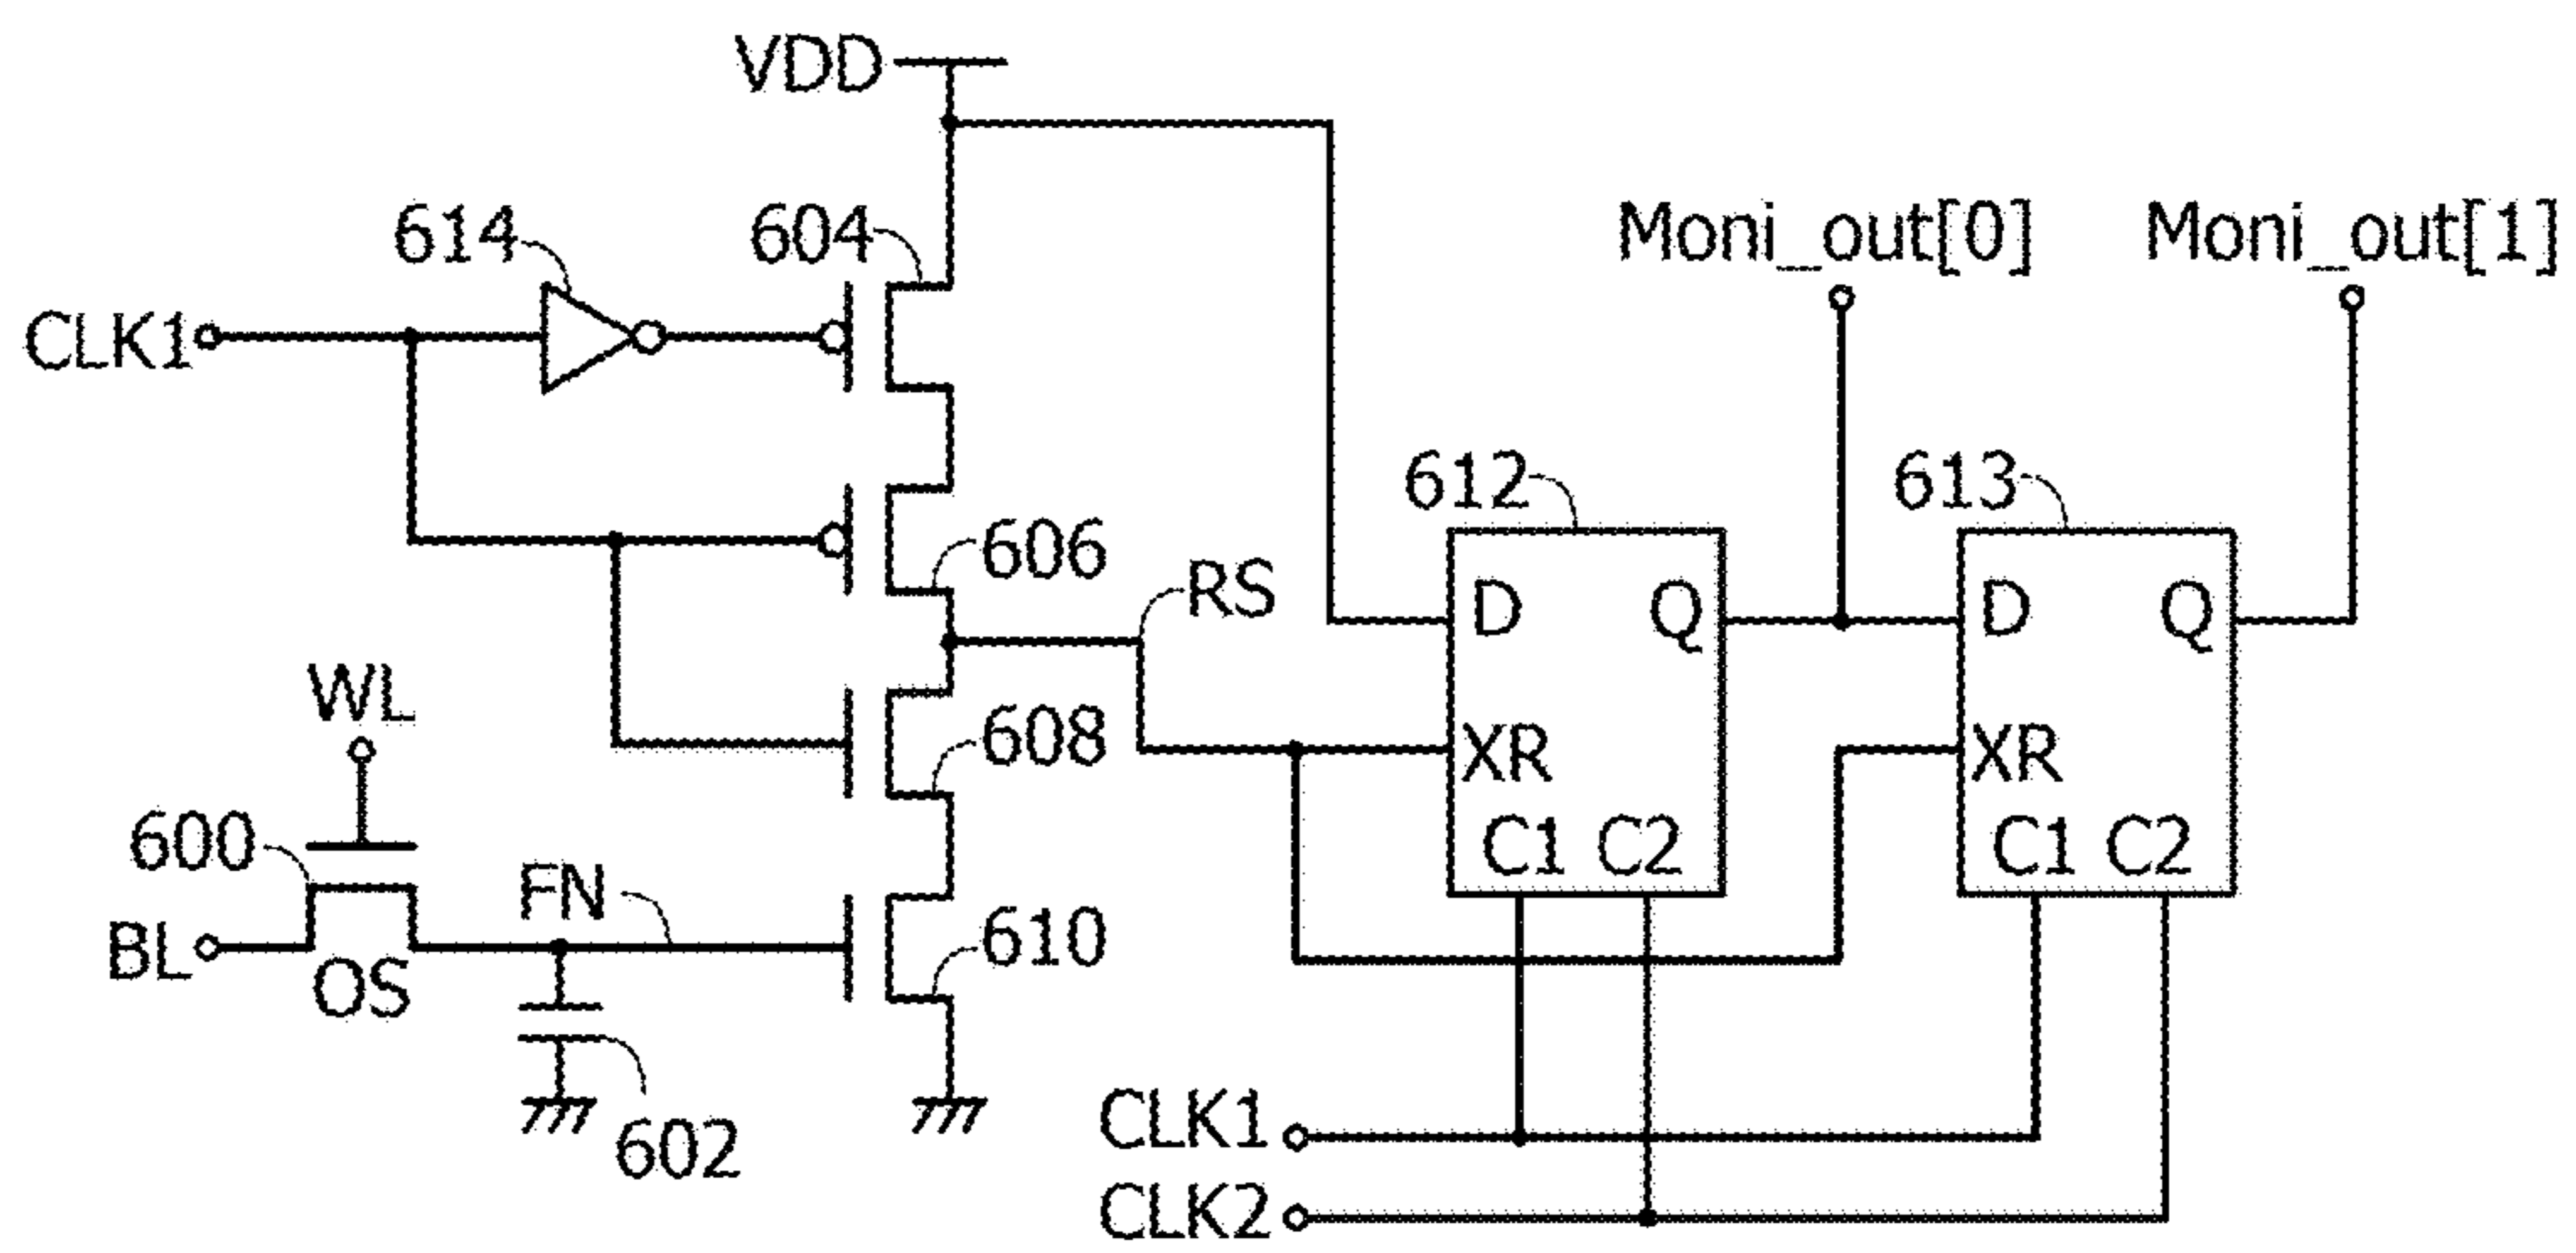 VDD
614
604
Moni_out[0]
Moni_out[1]
CLK1
612
613
606
RS
D
Q
D
Q
WL
608
XR
XR
600
C1
C2
C1
C2
FN
BL
OS
610
602
CLK1
CLK2